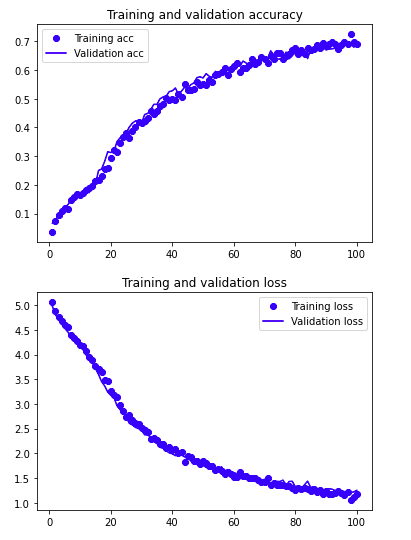 Training and validation accuracy
Training acc
Validation acc
0.7
0.6
0.5
0.4
0.3
0.2
0.1
0 20 40 60 80 100
Training and validation loss
Training loss
Validation loss
5.0
4.5
4.0
3.5
3.0
2.5
2.0
1.5
1.0
0 20 40 60 80 100